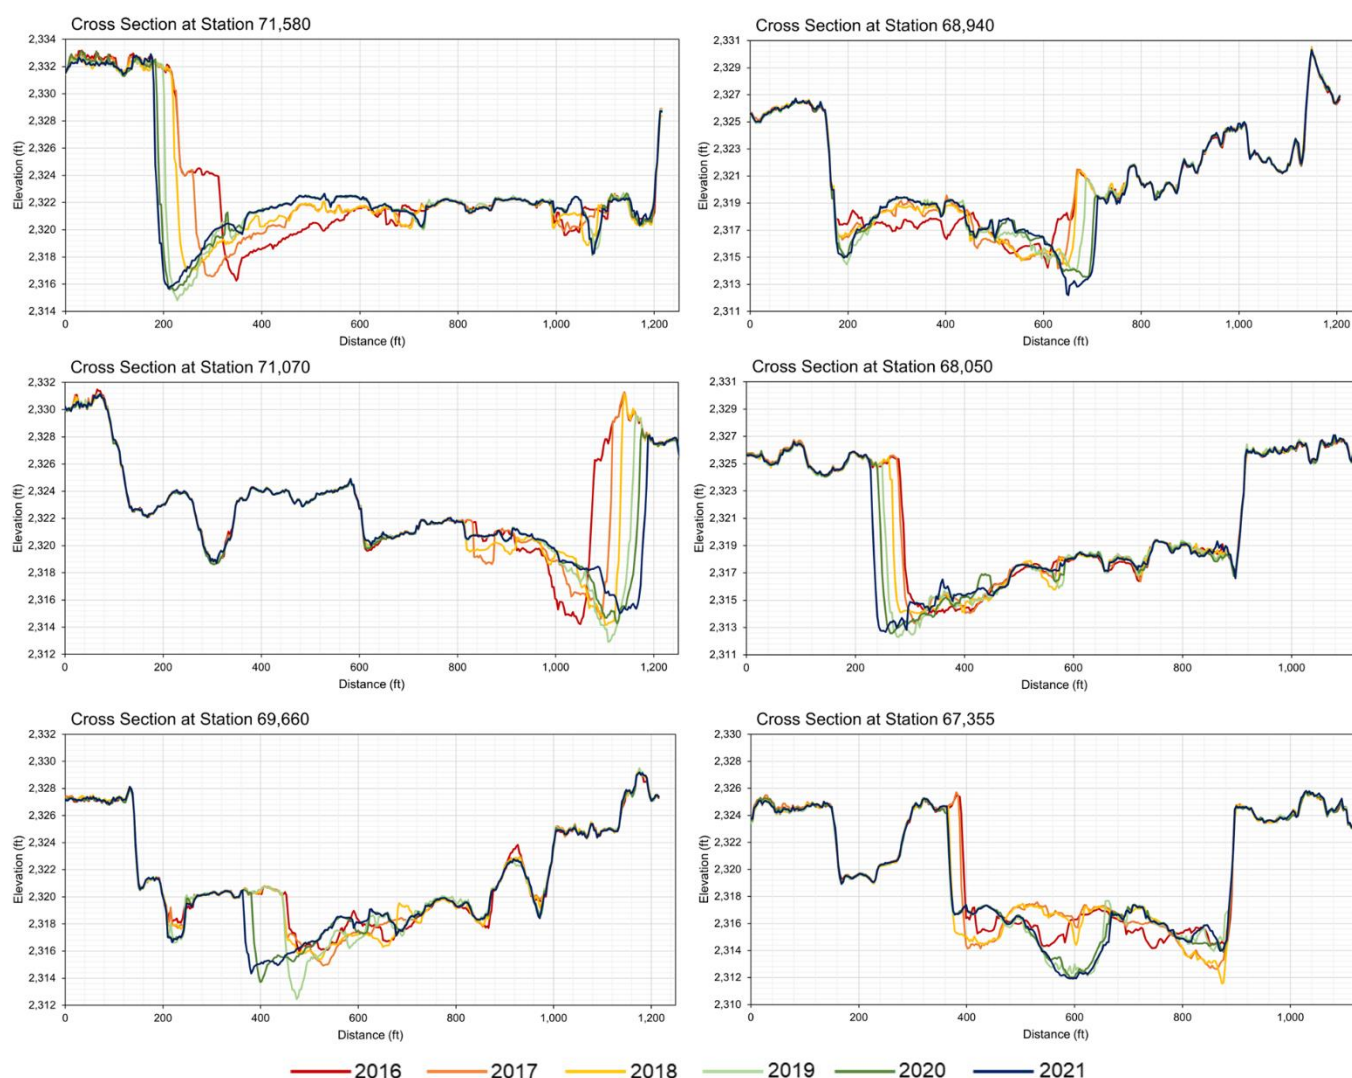 Cross Section at Station 71,580
2,334
2,332
2,330
2,328
2,326
2,324
2,322
2,320
2,318
2,316
2,314
Elevation (ft)
0 200 400 600 800 1,000 1,200
Distance (ft)
Cross Section at Station 68,940
2,331
2,329
2,327
2,325
2,323
2,321
2,319
2,317
2,315
2,313
2,311
Elevation (ft)
0 200 400 600 800 1,000 1,200
Distance (ft)
Cross Section at Station 71,070
2,332
2,330
2,328
2,326
2,324
2,322
2,320
2,318
2,316
2,314
2,312
Elevation (ft)
0 200 400 600 800 1,000 1,200
Distance (ft)
Cross Section at Station 68,050
2,331
2,329
2,327
2,325
2,323
2,321
2,319
2,317
2,315
2,313
2,311
Elevation (ft)
0 200 400 600 800 1,000
Distance (ft)
Cross Section at Station 69,660
2,332
2,330
2,328
2,326
2,324
2,322
2,320
2,318
2,316
2,314
2,312
Elevation (ft)
0 200 400 600 800 1,000 1,200
Distance (ft)
Cross Section at Station 67,355
2,330
2,328
2,326
2,324
2,322
2,320
2,318
2,316
2,314
2,312
2,310
Elevation (ft)
0 200 400 600 800 1,000
Distance (ft)
2016 2017 2018 2019 2020 2021